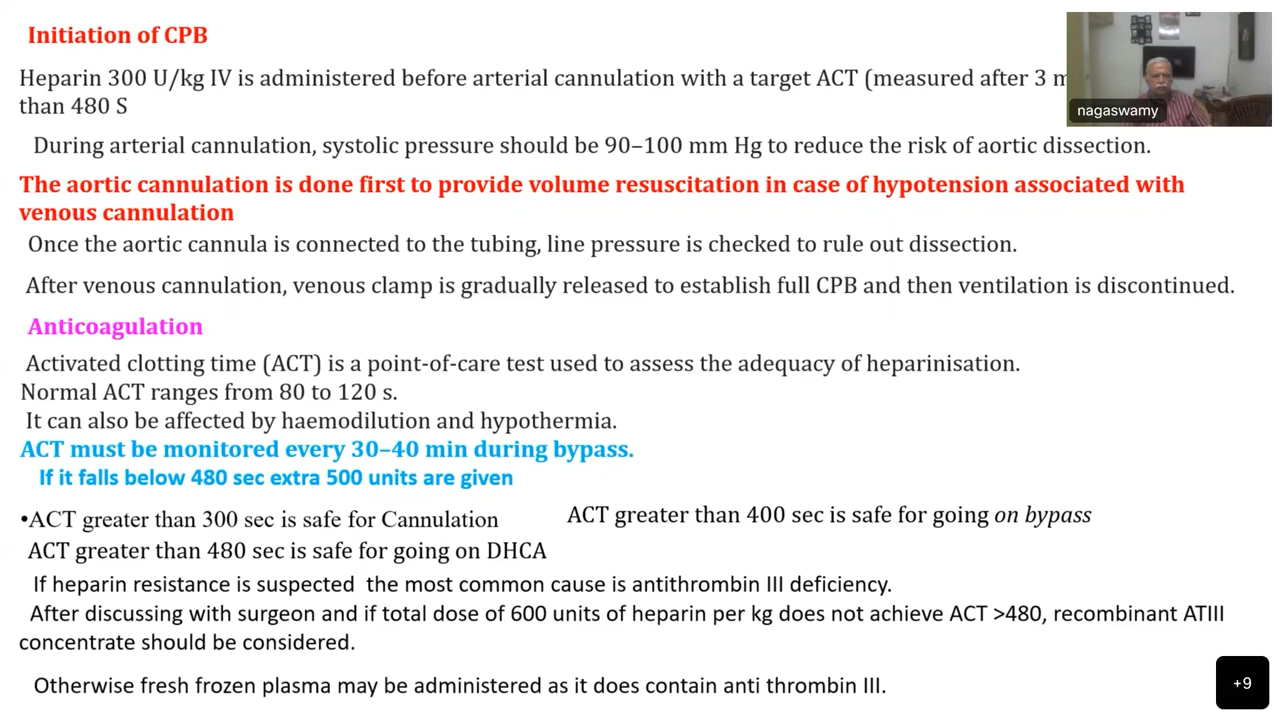 Initiation of CPB
Heparin 300 U/kg IV is administered before arterial cannulation with a target ACT (measured after 3
than 480 S
nagaswamy
During arterial cannulation, systolic pressure should be 90–100 mm Hg to reduce the risk of aortic dissection.
The aortic cannulation is done first to provide volume resuscitation in case of hypotension associated with
venous cannulation
Once the aortic cannula is connected to the tubing, line pressure is checked to rule out dissection.
After venous cannulation, venous clamp is gradually released to establish full CPB and then ventilation is discontinued.
Anticoagulation
Activated clotting time (ACT) is a point-of-care test used to assess the adequacy of heparinisation.
Normal ACT ranges from 80 to 120 s.
It can also be affected by haemodilution and hypothermia.
ACT must be monitored every 30–40 min during bypass.
If it falls below 480 sec extra 500 units are given
•ACT greater than 300 sec is safe for Cannulation
ACT greater than 400 sec is safe for going on bypass
ACT greater than 480 sec is safe for going on DHCA
If heparin resistance is suspected the most common cause is antithrombin III deficiency.
After discussing with surgeon and if total dose of 600 units of heparin per kg does not achieve ACT >480, recombinant ATIII
concentrate should be considered.
Otherwise fresh frozen plasma may be administered as it does contain anti thrombin III.
+9